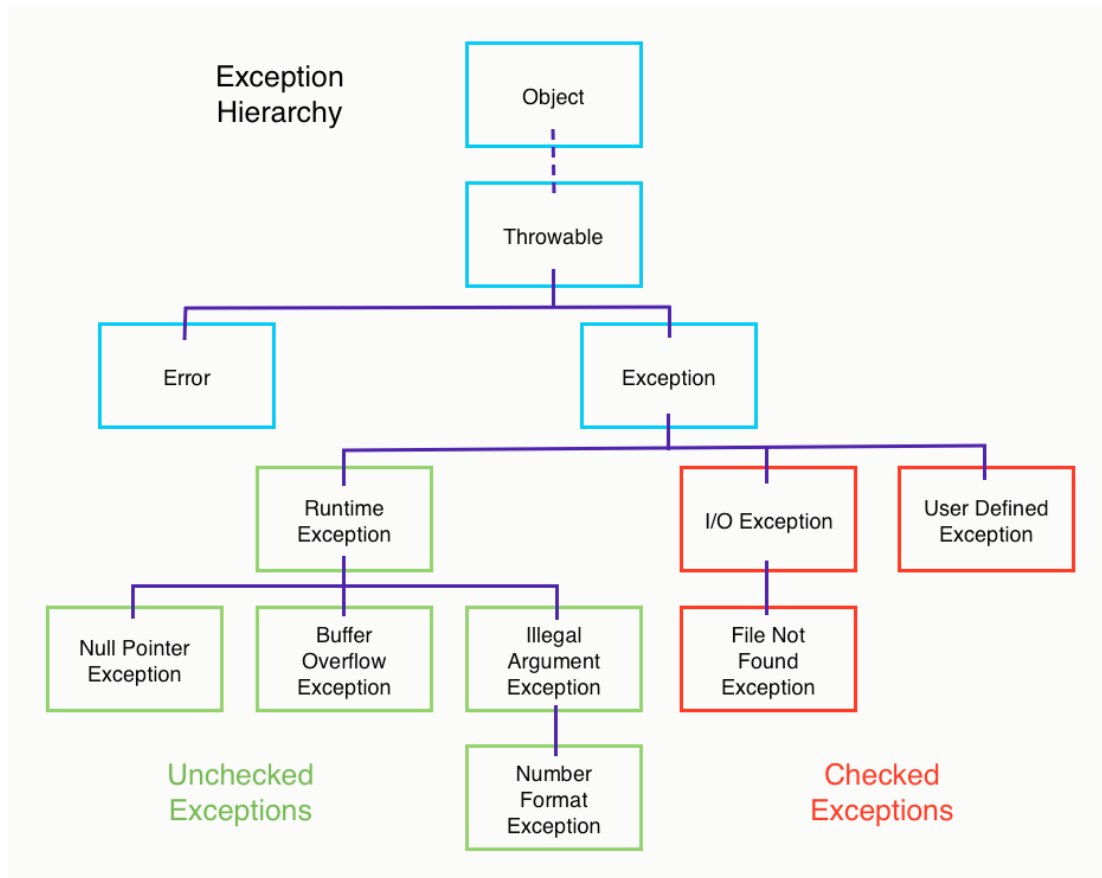 Exception
Hierarchy
Object
Throwable
Error
Exception
Runtime
Exception
I/O Exception
User Defined
Exception
Null Pointer
Exception
Buffer
Overflow
Exception
Illegal
Argument
Exception
File Not
Found
Exception
Unchecked
Exceptions
Number
Format
Exception
Checked
Exceptions